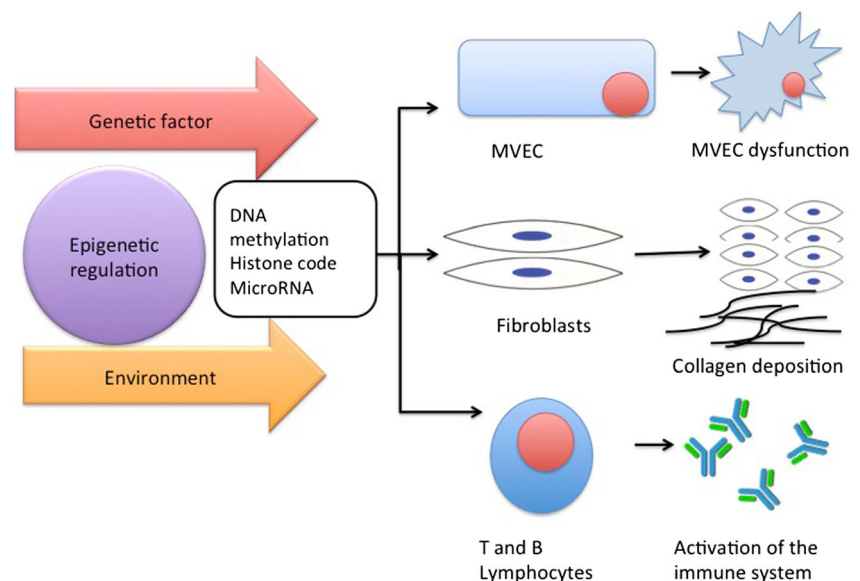 Genetic factor
Epigenetic
regulation
DNA
methylation
Histone code
MicroRNA
Environment
MVEC
MVEC dysfunction
Fibroblasts
Collagen deposition
T and B
Lymphocytes
Activation of the
immune system